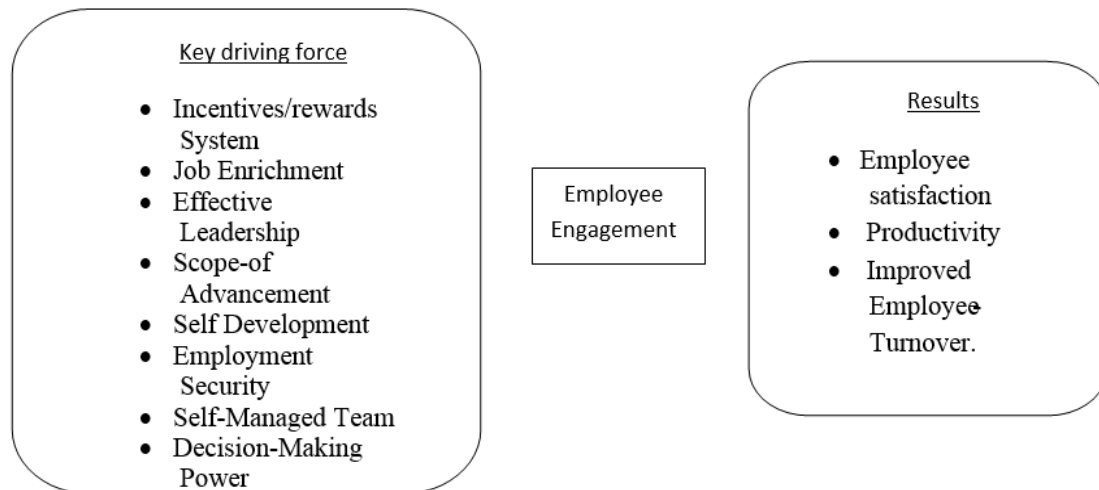 Key driving force
• Incentives/rewards
System
• Job Enrichment
• Effective
Leadership
• Scope-of
Advancement
• Self Development
• Employment
Security
• Self-Managed Team
• Decision-Making
Power
Employee
Engagement
Results
• Employee
satisfaction
• Productivity
• Improved
Employee-
Turnover.